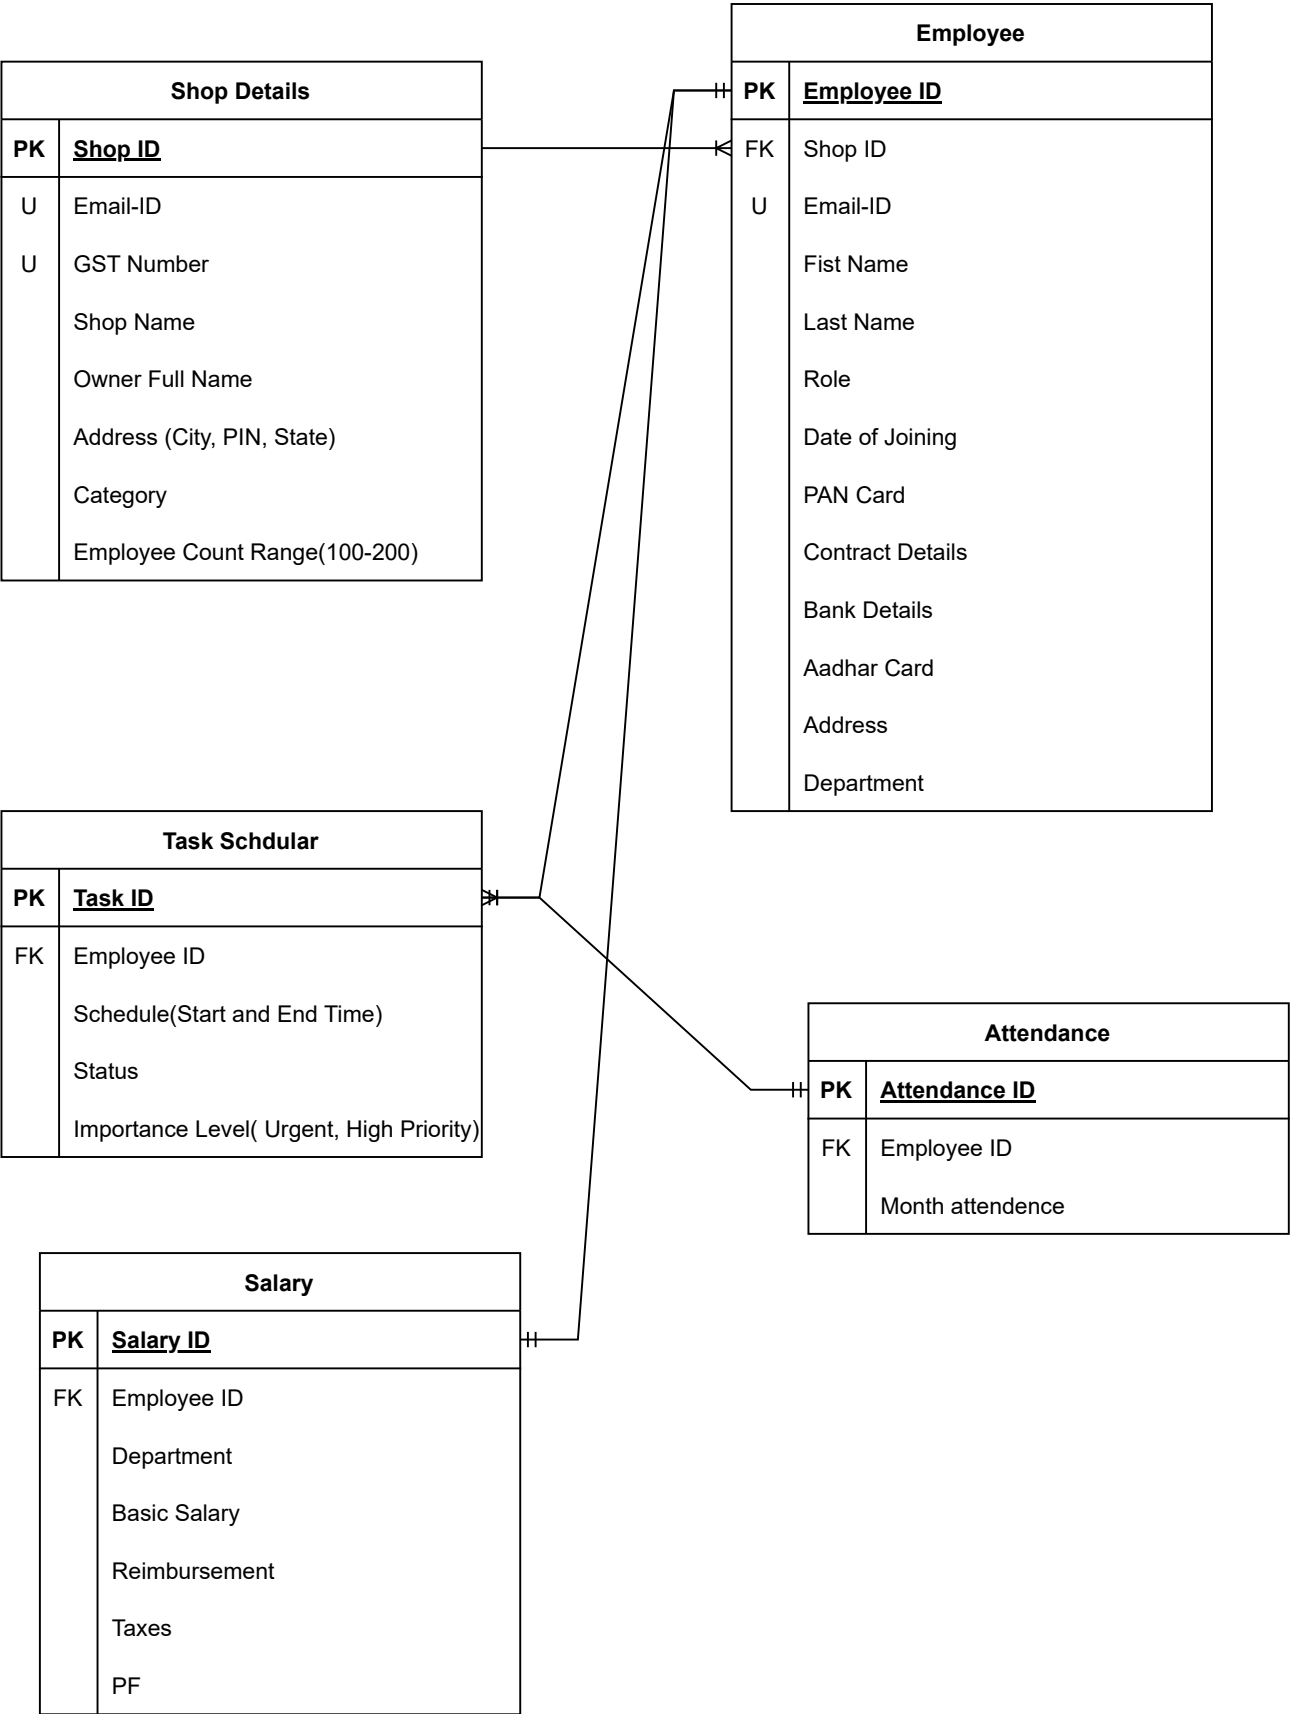 Shop Details
PK Shop ID
U Email-ID
U GST Number
Shop Name
Owner Full Name
Address (City, PIN, State)
Category
Employee Count Range(100-200)
Employee
PK Employee ID
FK Shop ID
U Email-ID
Fist Name
Last Name
Role
Date of Joining
PAN Card
Contract Details
Bank Details
Aadhar Card
Address
Department
Task Schdular
PK Task ID
FK Employee ID
Schedule(Start and End Time)
Status
Importance Level( Urgent, High Priority)
Attendance
PK Attendance ID
FK Employee ID
Month attendence
Salary
PK Salary ID
FK Employee ID
Department
Basic Salary
Reimbursement
Taxes
PF